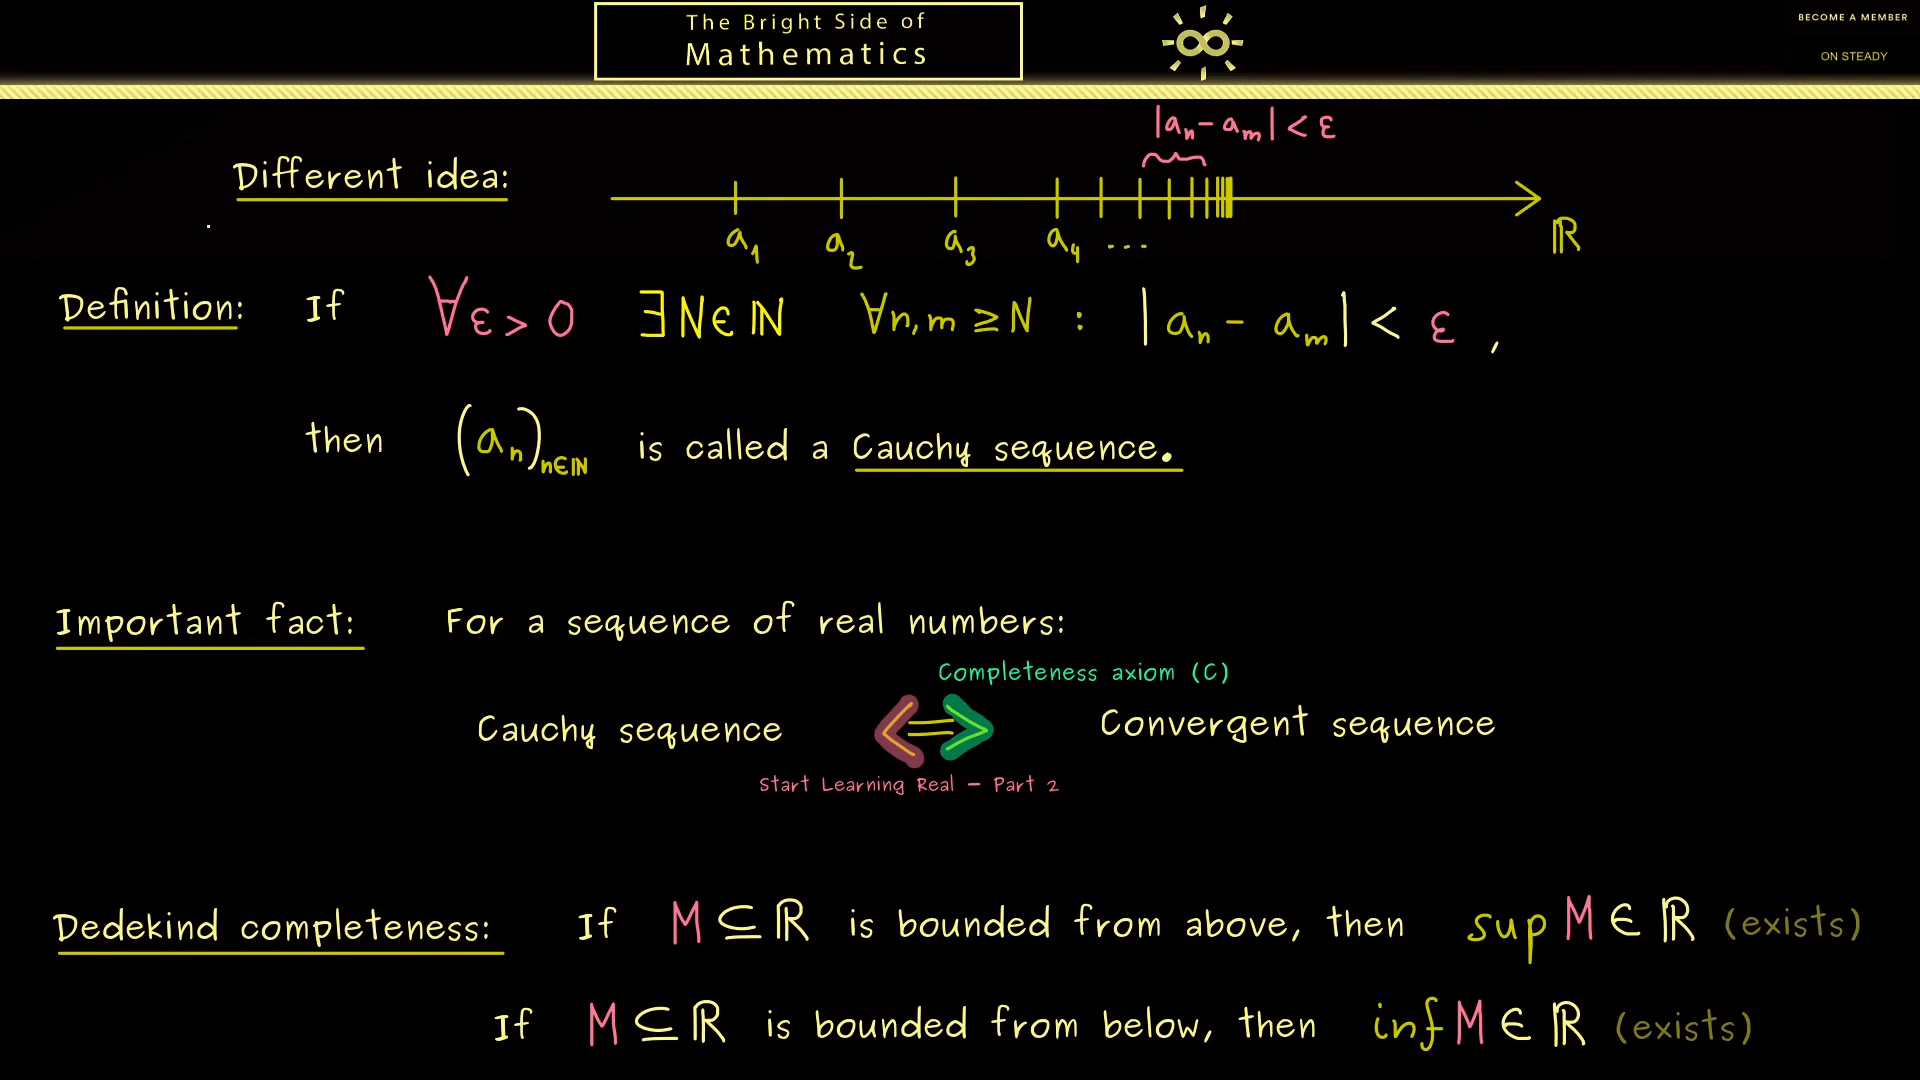 The Bright Side of
Mathematics
BECOME A MEMBER
ON STEADY
|aₙ - aₘ| < ε
Different idea:
a₁ a₂ a₃ a₄ ... ℝ
Definition: If ∀ε > 0 ∃N∈ℕ ∀n,m ≥ N : |aₙ - aₘ| < ε ,
then (aₙ)n∈ℕ is called a Cauchy sequence.
Important fact: For a sequence of real numbers:
Completeness axiom (C)
Cauchy sequence ⟺ Convergent sequence
Start Learning Real – Part 2
Dedekind completeness: If M ⊆ ℝ is bounded from above, then sup M ∈ ℝ (exists)
If M ⊆ ℝ is bounded from below, then inf M ∈ ℝ (exists)